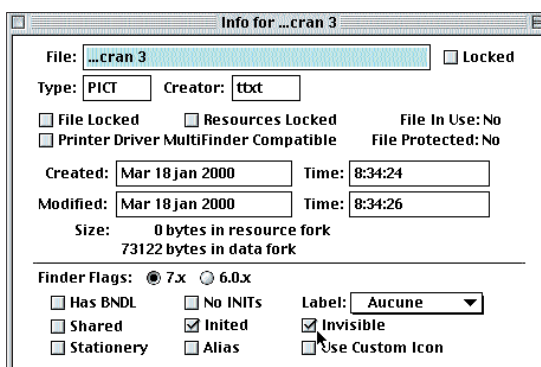 Info for ...cran 3
File: ...cran 3 Locked
Type: PICT Creator: ttxt
File Locked Resources Locked File In Use: No
Printer Driver MultiFinder Compatible File Protected: No
Created: Mar 18 jan 2000 Time: 8:34:24
Modified: Mar 18 jan 2000 Time: 8:34:26
Size: 0 bytes in resource fork
73122 bytes in data fork
Finder Flags: 7.x 6.0.x
Has BNDL No INITs Label: Aucune
Shared Inited Invisible
Stationery Alias Use Custom Icon